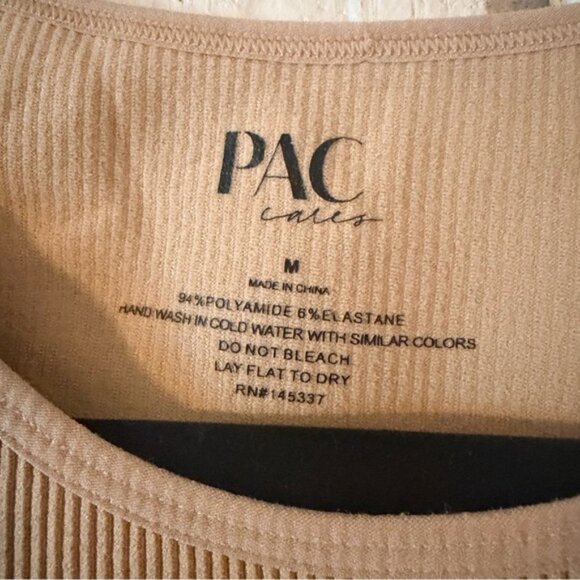 PAC
cares
M
MADE IN CHINA
94%POLYAMIDE 6%ELASTANE
HAND WASH IN COLD WATER WITH SIMILAR COLORS
DO NOT BLEACH
LAY FLAT TO DRY
RN#145337